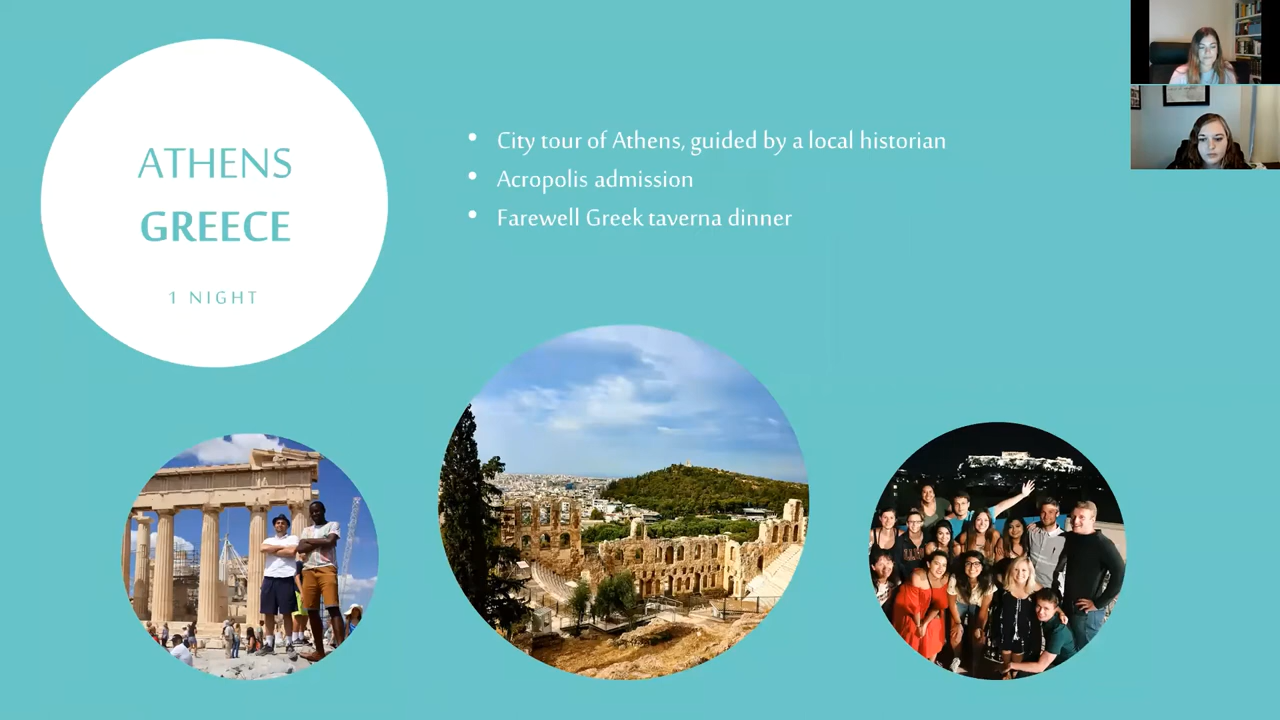 ATHENS
GREECE
1 NIGHT
• City tour of Athens, guided by a local historian
• Acropolis admission
• Farewell Greek taverna dinner